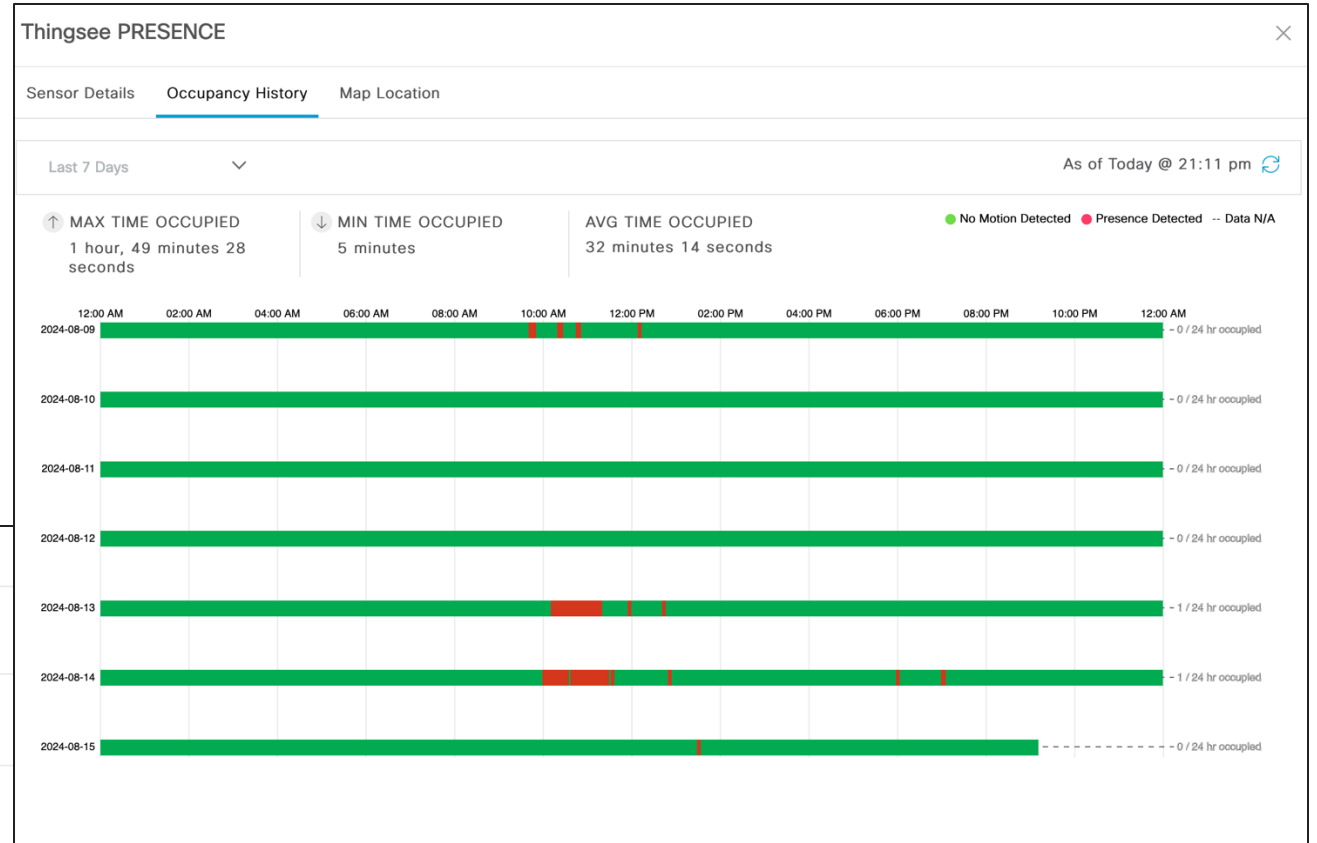 Thingsee PRESENCE
Sensor Details Occupancy History Map Location
Last 7 Days As of Today @ 21:11 pm
MAX TIME OCCUPIED MIN TIME OCCUPIED AVG TIME OCCUPIED No Motion Detected Presence Detected -- Data N/A
1 hour, 49 minutes 28 5 minutes 32 minutes 14 seconds
seconds
12:00 AM 02:00 AM 04:00 AM 06:00 AM 08:00 AM 10:00 AM 12:00 PM 02:00 PM 04:00 PM 06:00 PM 08:00 PM 10:00 PM 12:00 AM
2024-08-09 - 0 / 24 hr occupied
2024-08-10 - 0 / 24 hr occupied
2024-08-11 - 0 / 24 hr occupied
2024-08-12 - 0 / 24 hr occupied
2024-08-13 - 1 / 24 hr occupied
2024-08-14 - 1 / 24 hr occupied
2024-08-15 - 0 / 24 hr occupied